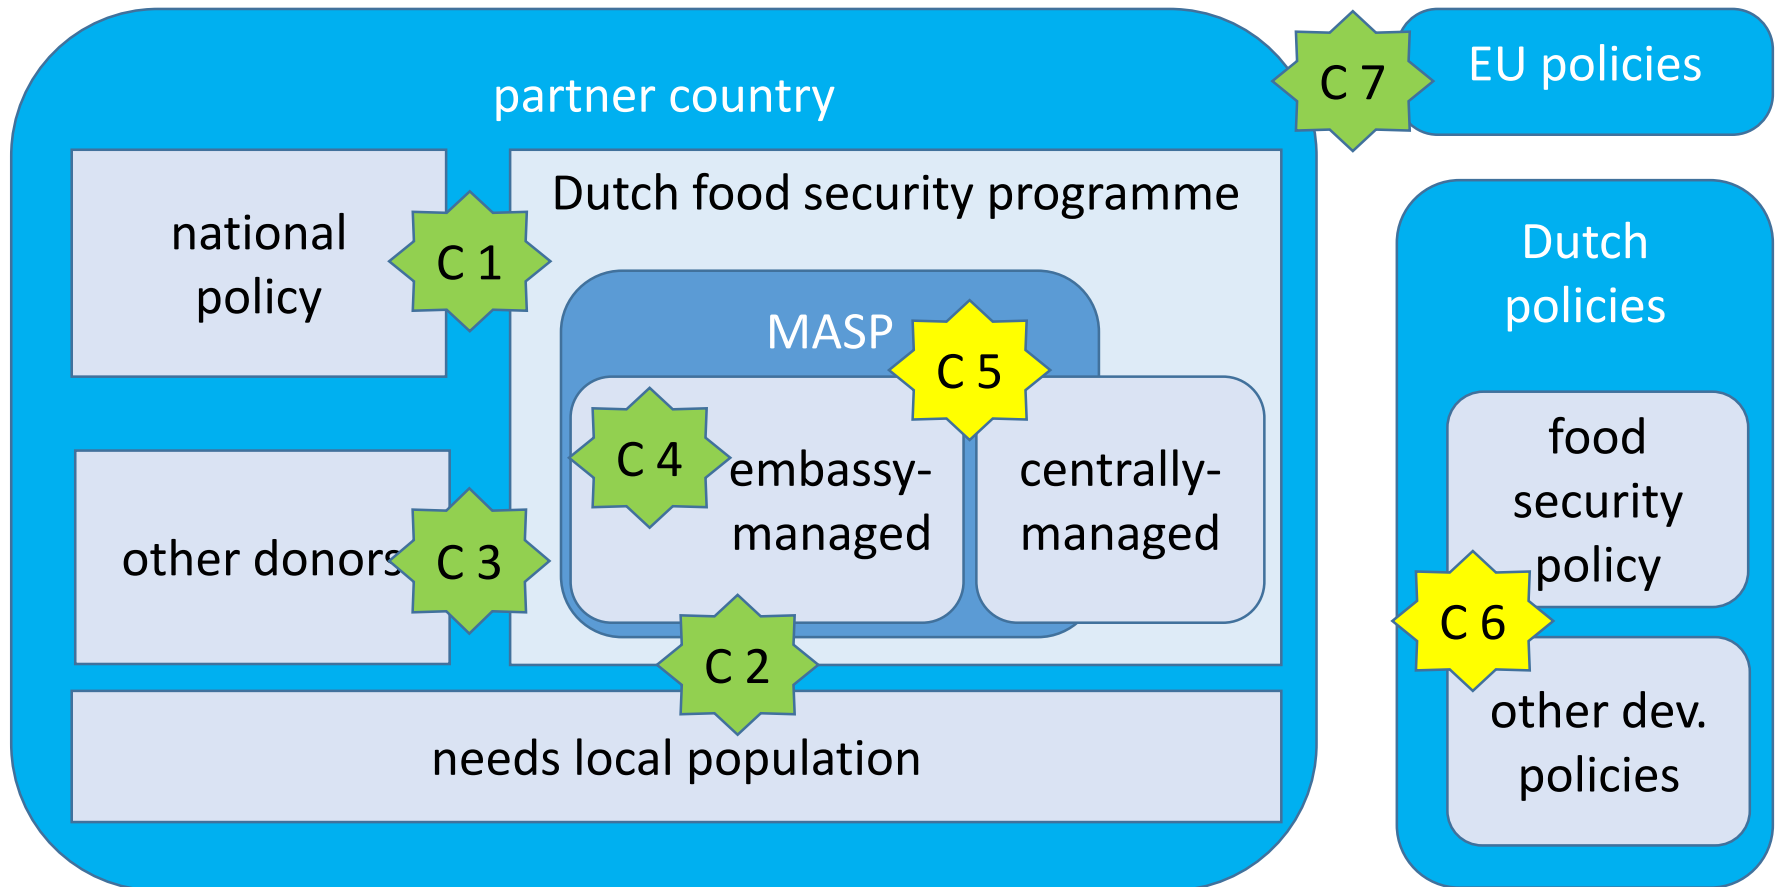 partner country
C 7
EU policies
national
policy
C 1
Dutch food security programme
MASP
C 5
C 4
embassy-
managed
centrally-
managed
other donors
C 3
C 2
needs local population
Dutch
policies
food
security
policy
C 6
other dev.
policies